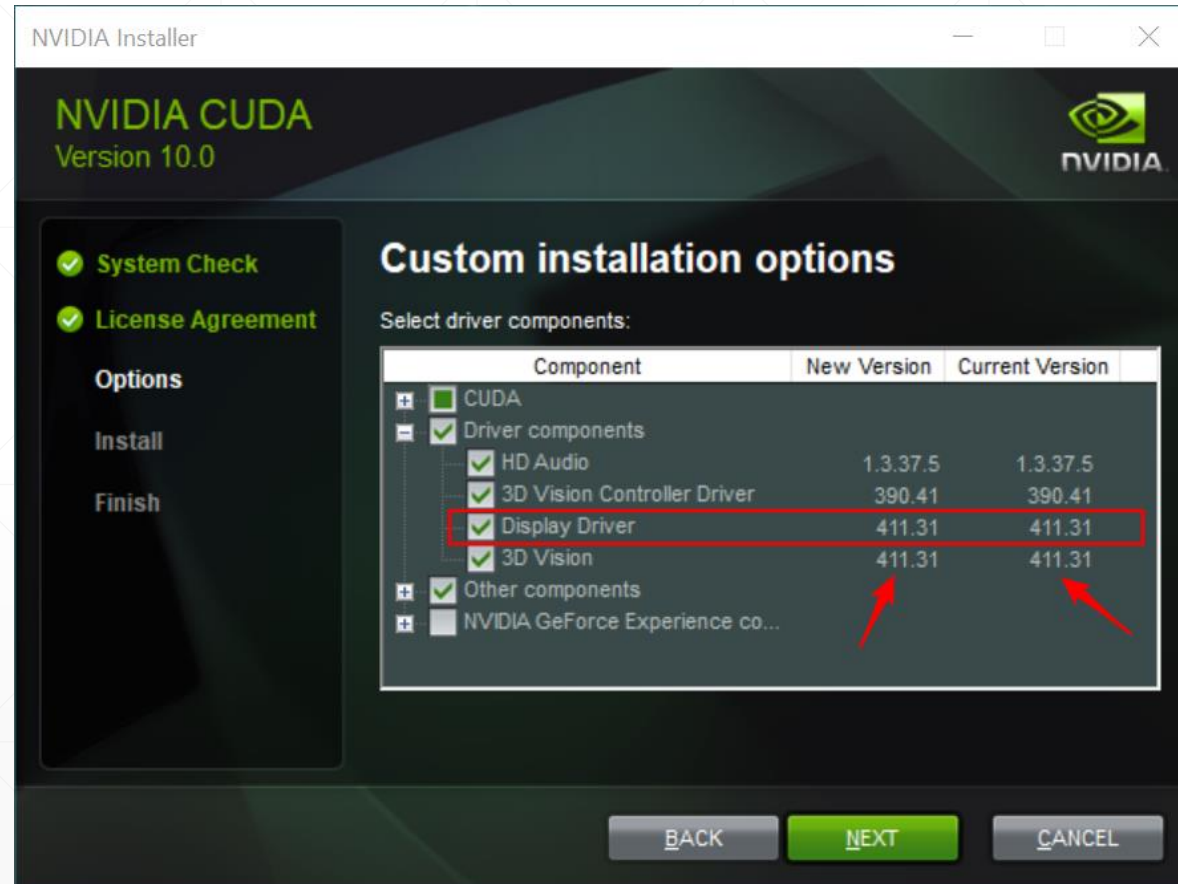 NVIDIA Installer
NVIDIA CUDA
Version 10.0
NVIDIA.
System Check
License Agreement
Options
Install
Finish
Custom installation options
Select driver components:
Component New Version Current Version
CUDA
Driver components
HD Audio 1.3.37.5 1.3.37.5
3D Vision Controller Driver 390.41 390.41
Display Driver 411.31 411.31
3D Vision 411.31 411.31
Other components
NVIDIA GeForce Experience co...
BACK NEXT CANCEL